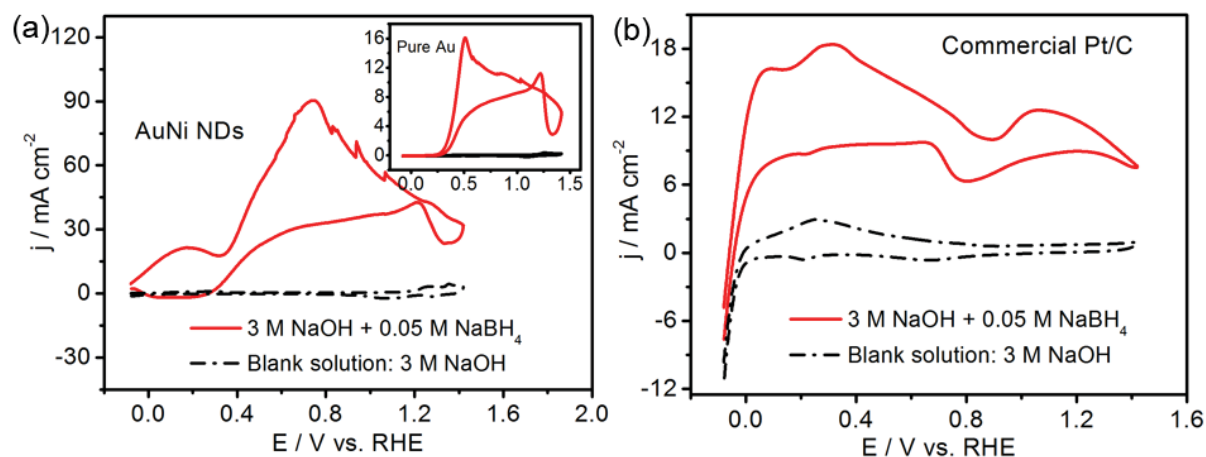 (a)
120
90
60
30
0
-30
j / mA cm⁻²
AuNi NDs
Pure Au
16
12
8
4
0
0.0 0.5 1.0 1.5
3 M NaOH + 0.05 M NaBH₄
Blank solution: 3 M NaOH
0.0 0.4 0.8 1.2 1.6 2.0
E / V vs. RHE
(b)
18
12
6
0
-6
-12
j / mA cm⁻²
Commercial Pt/C
3 M NaOH + 0.05 M NaBH₄
Blank solution: 3 M NaOH
0.0 0.4 0.8 1.2 1.6
E / V vs. RHE